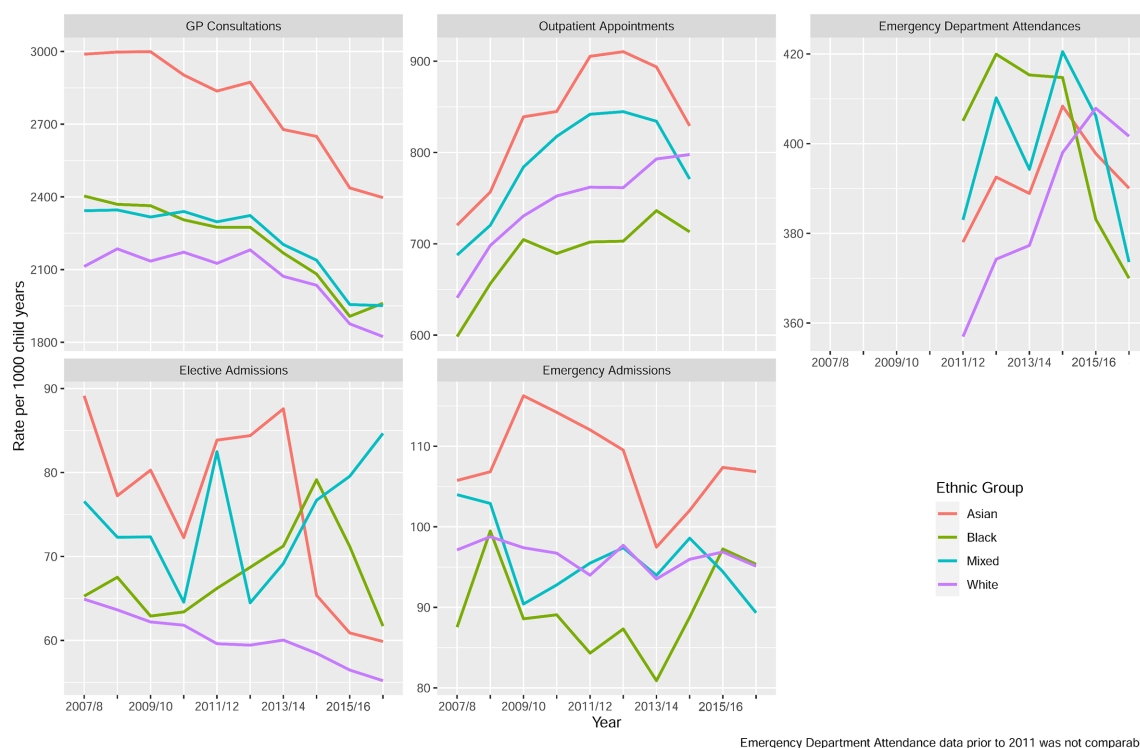 GP Consultations
Outpatient Appointments
Emergency Department Attendances
3000
2700
2400
2100
1800
900
800
700
600
420
400
380
360
2007/8
2009/10
2011/12
2013/14
2015/16
Rate per 1000 child years
Elective Admissions
Emergency Admissions
90
80
70
60
110
100
90
80
2007/8
2009/10
2011/12
2013/14
2015/16
2007/8
2009/10
2011/12
2013/14
2015/16
Year
Ethnic Group
Asian
Black
Mixed
White
Emergency Department Attendance data prior to 2011 was not comparab